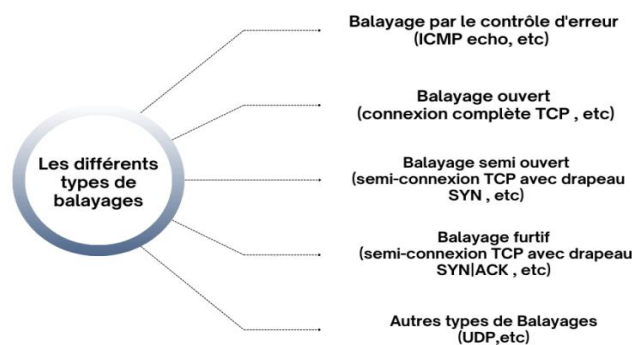 Les différents
types de
balayages
Balayage par le contrôle d'erreur
(ICMP echo, etc)
Balayage ouvert
(connexion complète TCP , etc)
Balayage semi ouvert
(semi-connexion TCP avec drapeau
SYN , etc)
Balayage furtif
(semi-connexion TCP avec drapeau
SYN|ACK , etc)
Autres types de Balayages
(UDP,etc)